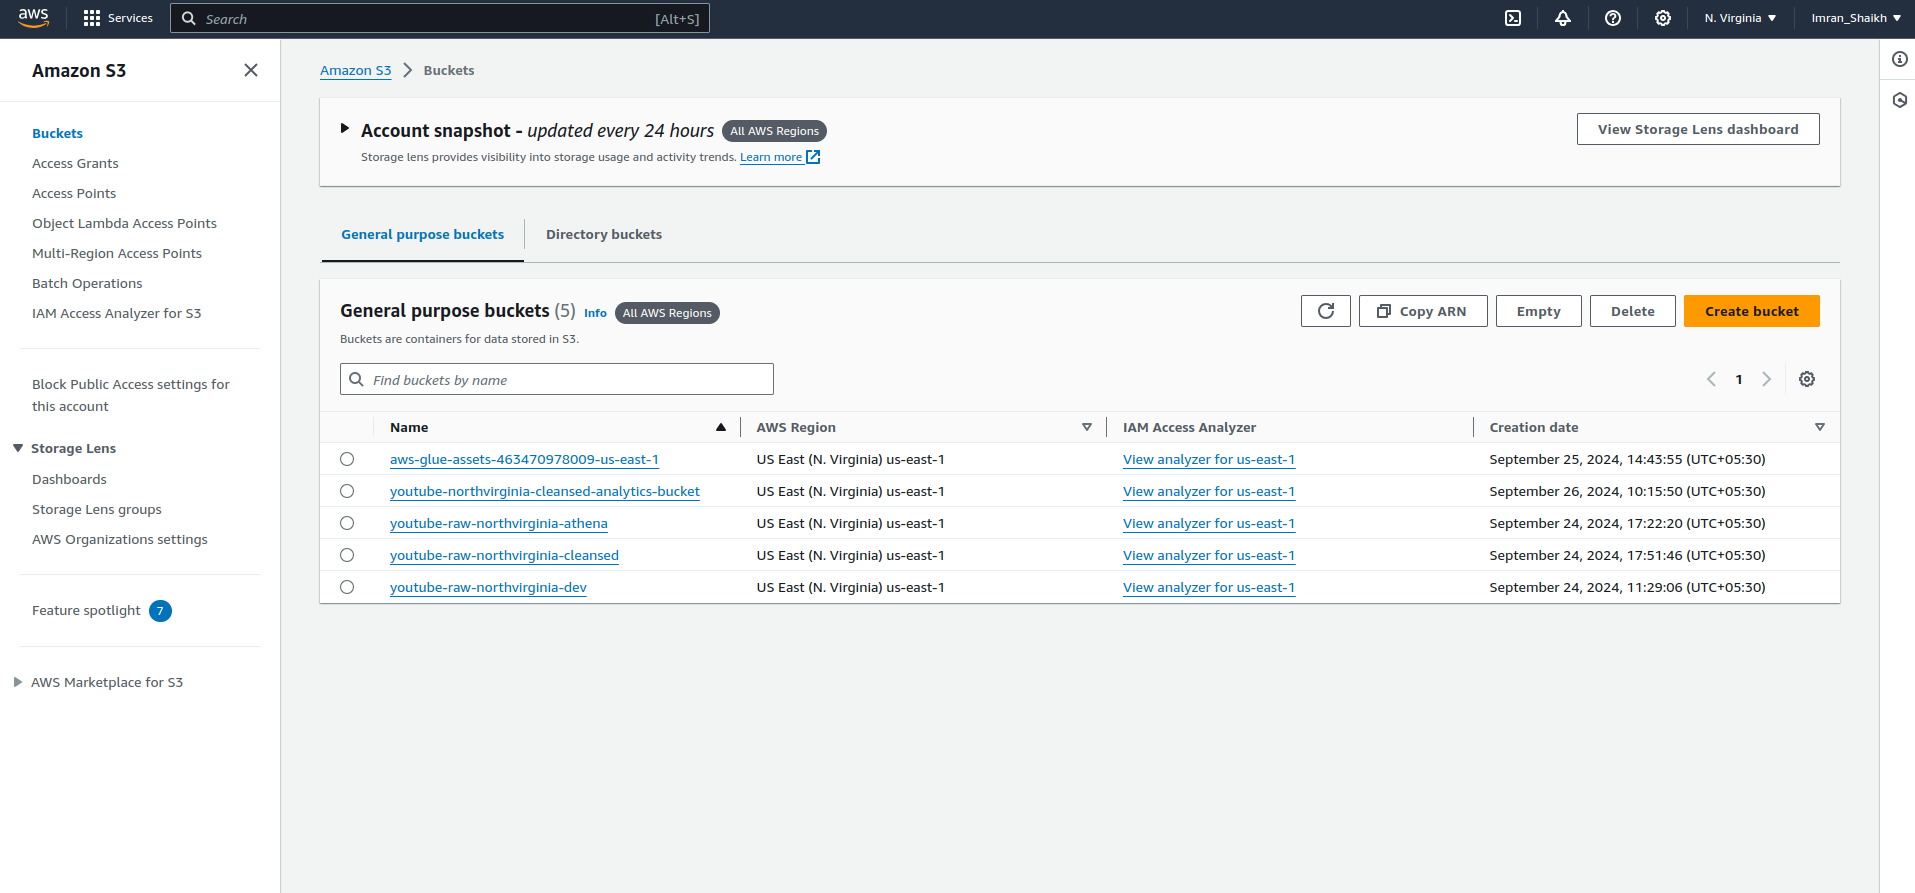 aws Services Search [Alt+S] N. Virginia Imran_Shaikh
Amazon S3
Buckets
Access Grants
Access Points
Object Lambda Access Points
Multi-Region Access Points
Batch Operations
IAM Access Analyzer for S3
Block Public Access settings for
this account
Storage Lens
Dashboards
Storage Lens groups
AWS Organizations settings
Feature spotlight 7
AWS Marketplace for S3
Amazon S3 Buckets
Account snapshot - updated every 24 hours All AWS Regions View Storage Lens dashboard
Storage lens provides visibility into storage usage and activity trends. Learn more
General purpose buckets Directory buckets
General purpose buckets (5) Info All AWS Regions Copy ARN Empty Delete Create bucket
Buckets are containers for data stored in S3.
Find buckets by name 1
Name AWS Region IAM Access Analyzer Creation date
aws-glue-assets-463470978009-us-east-1 US East (N. Virginia) us-east-1 View analyzer for us-east-1 September 25, 2024, 14:43:55 (UTC+05:30)
youtube-northvirginia-cleansed-analytics-bucket US East (N. Virginia) us-east-1 View analyzer for us-east-1 September 26, 2024, 10:15:50 (UTC+05:30)
youtube-raw-northvirginia-athena US East (N. Virginia) us-east-1 View analyzer for us-east-1 September 24, 2024, 17:22:20 (UTC+05:30)
youtube-raw-northvirginia-cleansed US East (N. Virginia) us-east-1 View analyzer for us-east-1 September 24, 2024, 17:51:46 (UTC+05:30)
youtube-raw-northvirginia-dev US East (N. Virginia) us-east-1 View analyzer for us-east-1 September 24, 2024, 11:29:06 (UTC+05:30)